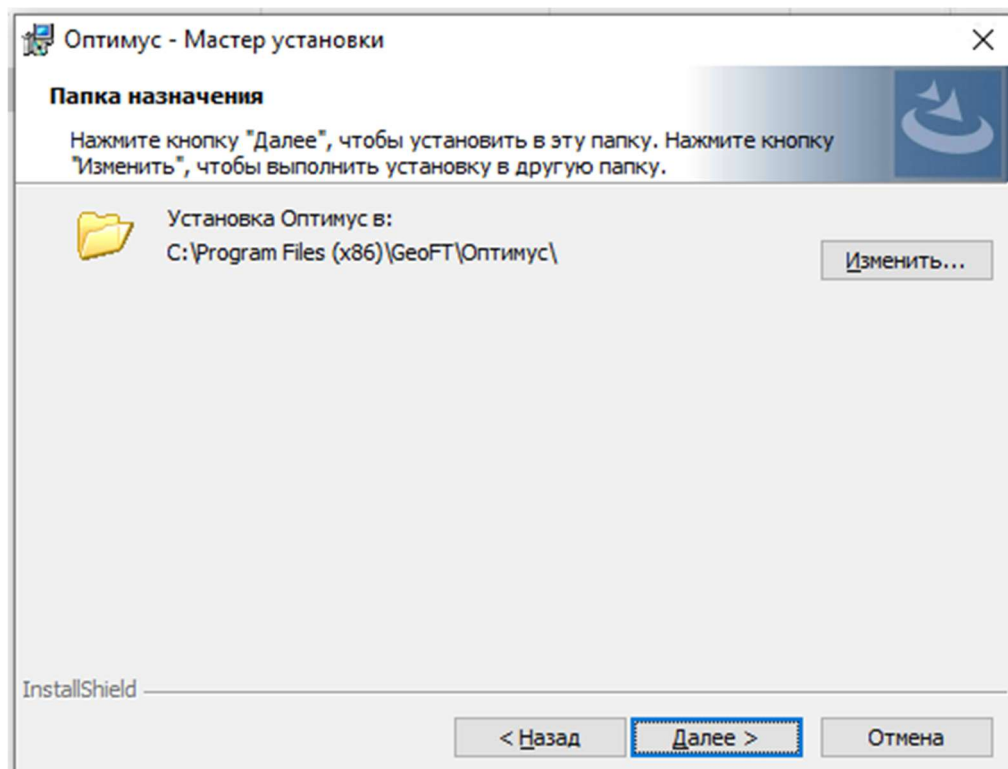 Оптимус - Мастер установки
Папка назначения
Нажмите кнопку "Далее", чтобы установить в эту папку. Нажмите кнопку
"Изменить", чтобы выполнить установку в другую папку.
Установка Оптимус в:
C:\Program Files (x86)\GeoFT\Оптимус\
Изменить...
InstallShield
< Назад
Далее >
Отмена